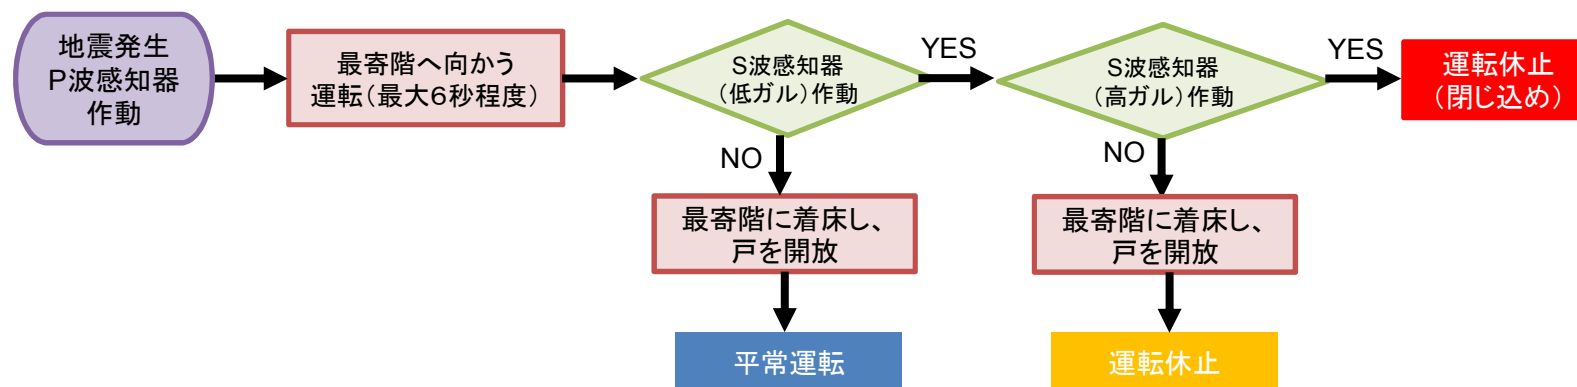 地震発生
P波感知器
作動
最寄階へ向かう
運転(最大6秒程度)
S波感知器
(低ガル)作動
YES
S波感知器
(高ガル)作動
YES
運転休止
(閉じ込め)
NO
NO
最寄階に着床し、
戸を開放
最寄階に着床し、
戸を開放
平常運転
運転休止